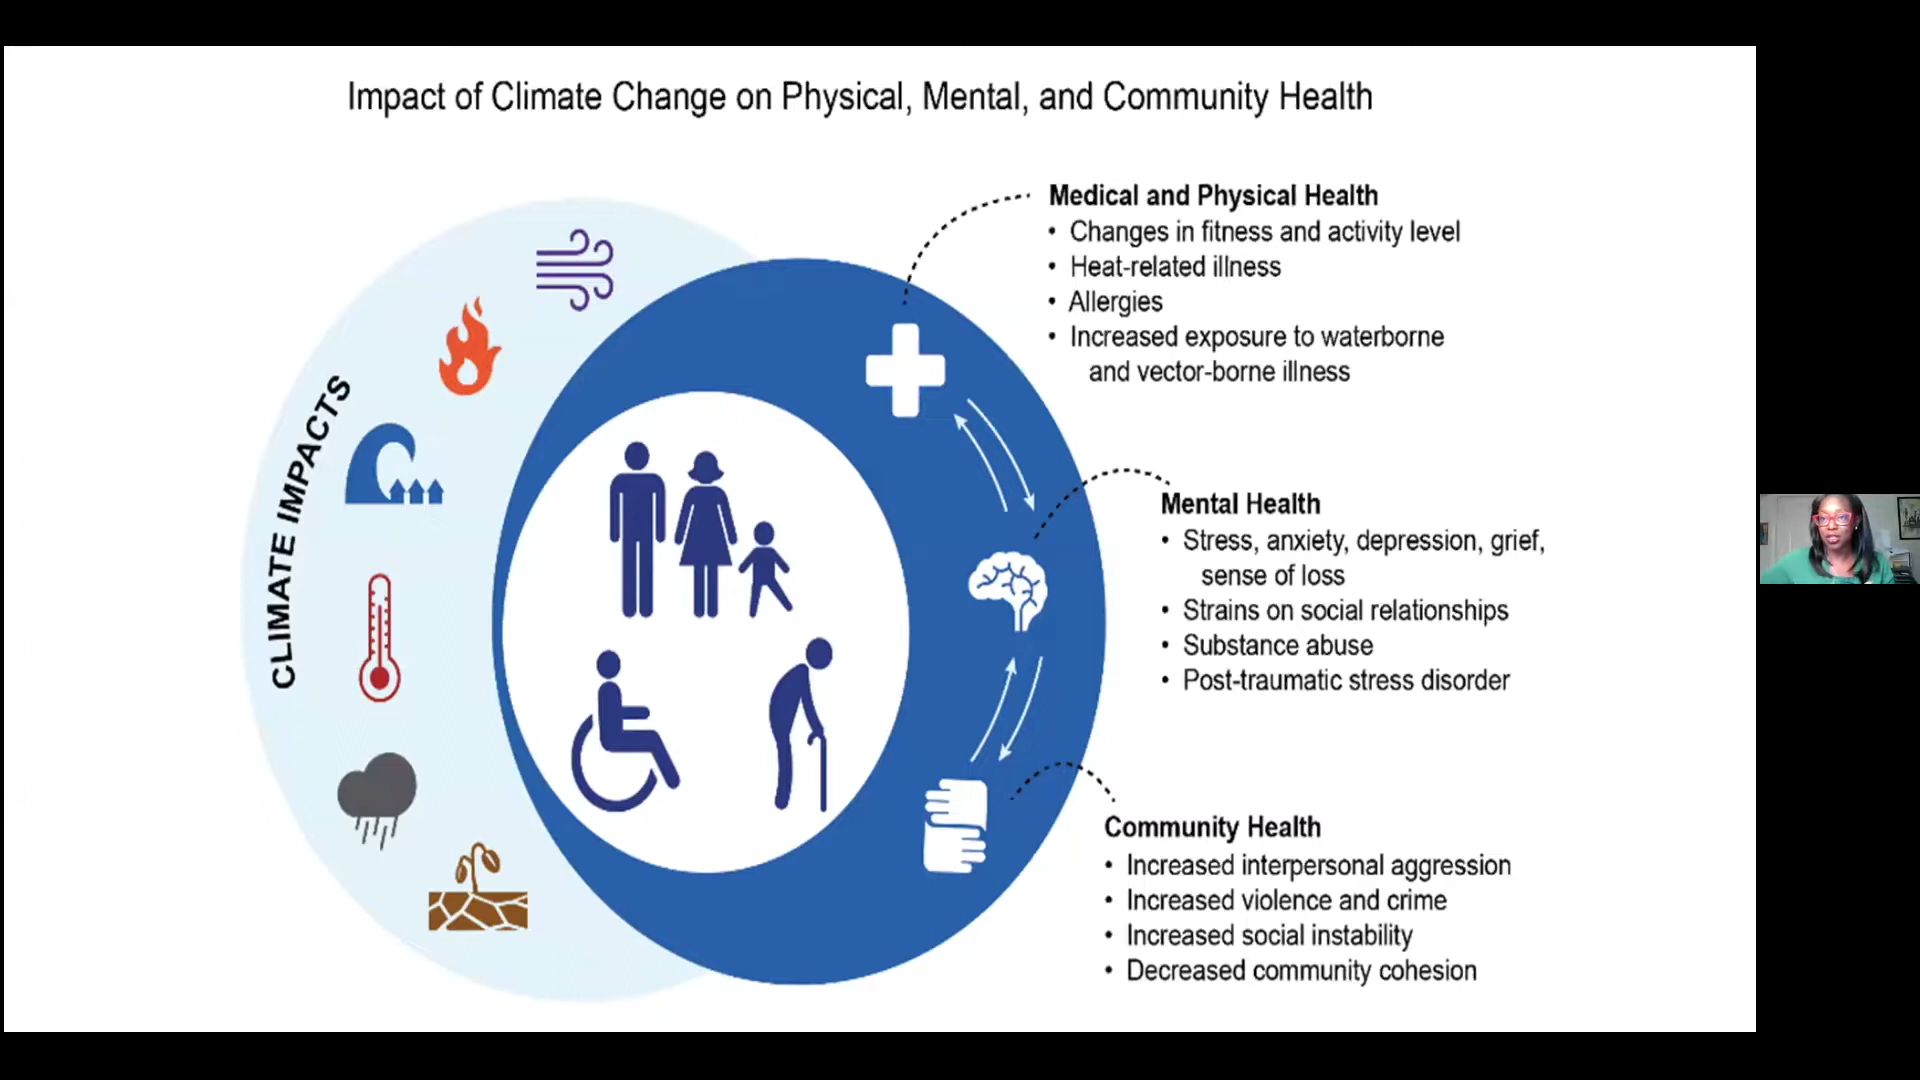 Impact of Climate Change on Physical, Mental, and Community Health
CLIMATE IMPACTS
Medical and Physical Health
• Changes in fitness and activity level
• Heat-related illness
• Allergies
• Increased exposure to waterborne
and vector-borne illness
Mental Health
• Stress, anxiety, depression, grief,
sense of loss
• Strains on social relationships
• Substance abuse
• Post-traumatic stress disorder
Community Health
• Increased interpersonal aggression
• Increased violence and crime
• Increased social instability
• Decreased community cohesion